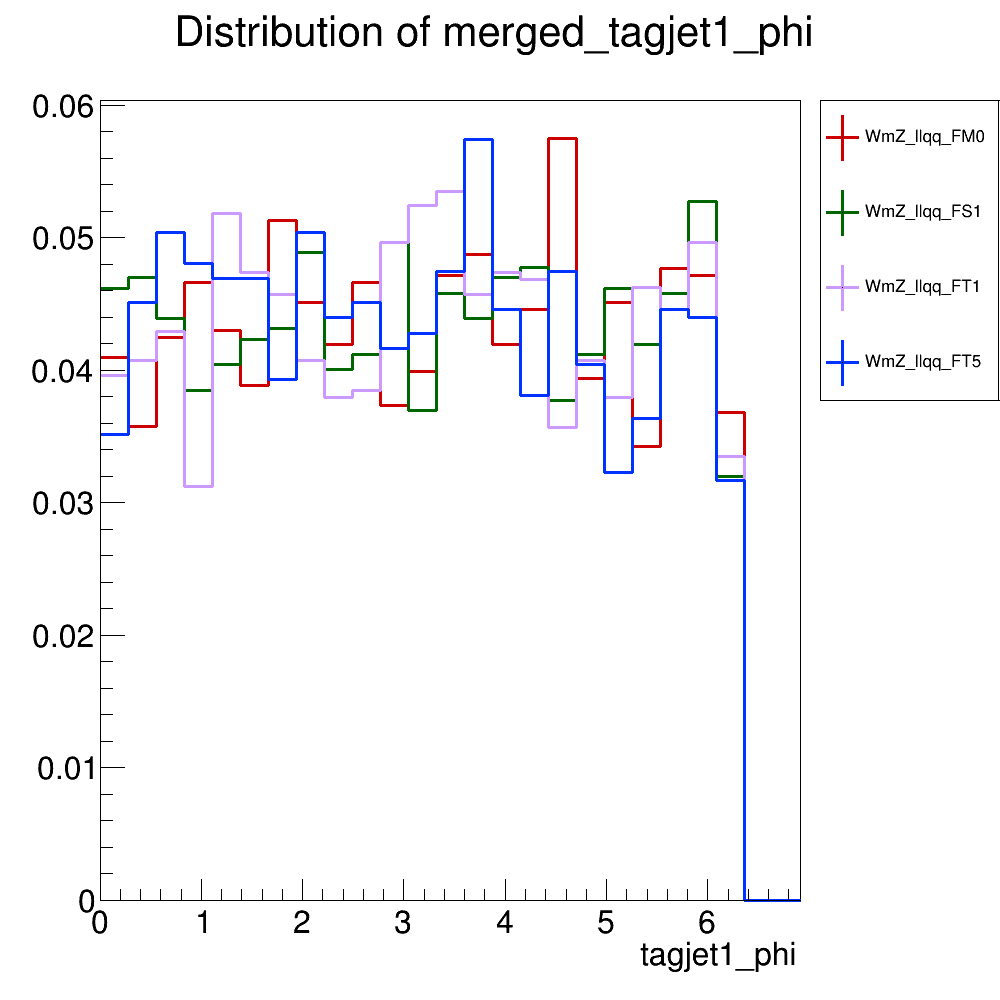 Distribution of merged_tagjet1_phi
0.06
0.05
0.04
0.03
0.02
0.01
0
0 1 2 3 4 5 6
tagjet1_phi
WmZ_llqq_FM0
WmZ_llqq_FS1
WmZ_llqq_FT1
WmZ_llqq_FT5